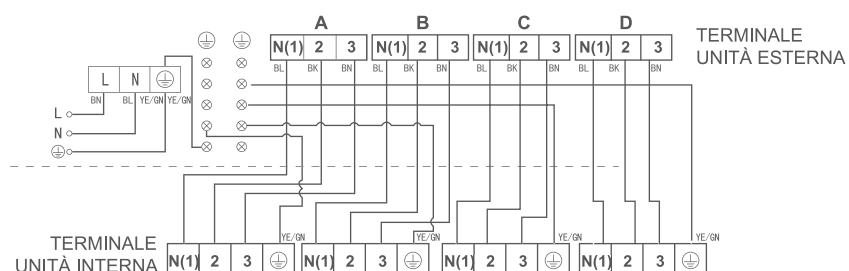 A B C D
N(1) 2 3 N(1) 2 3 N(1) 2 3 N(1) 2 3
TERMINALE
UNITÀ ESTERNA
BL BK BN BL BK BN BL BK BN BL BK BN
L N
BN BL YE/GN YE/GN
L
N
YE/GN YE/GN YE/GN YE/GN
TERMINALE
UNITÀ INTERNA
N(1) 2 3 N(1) 2 3 N(1) 2 3 N(1) 2 3